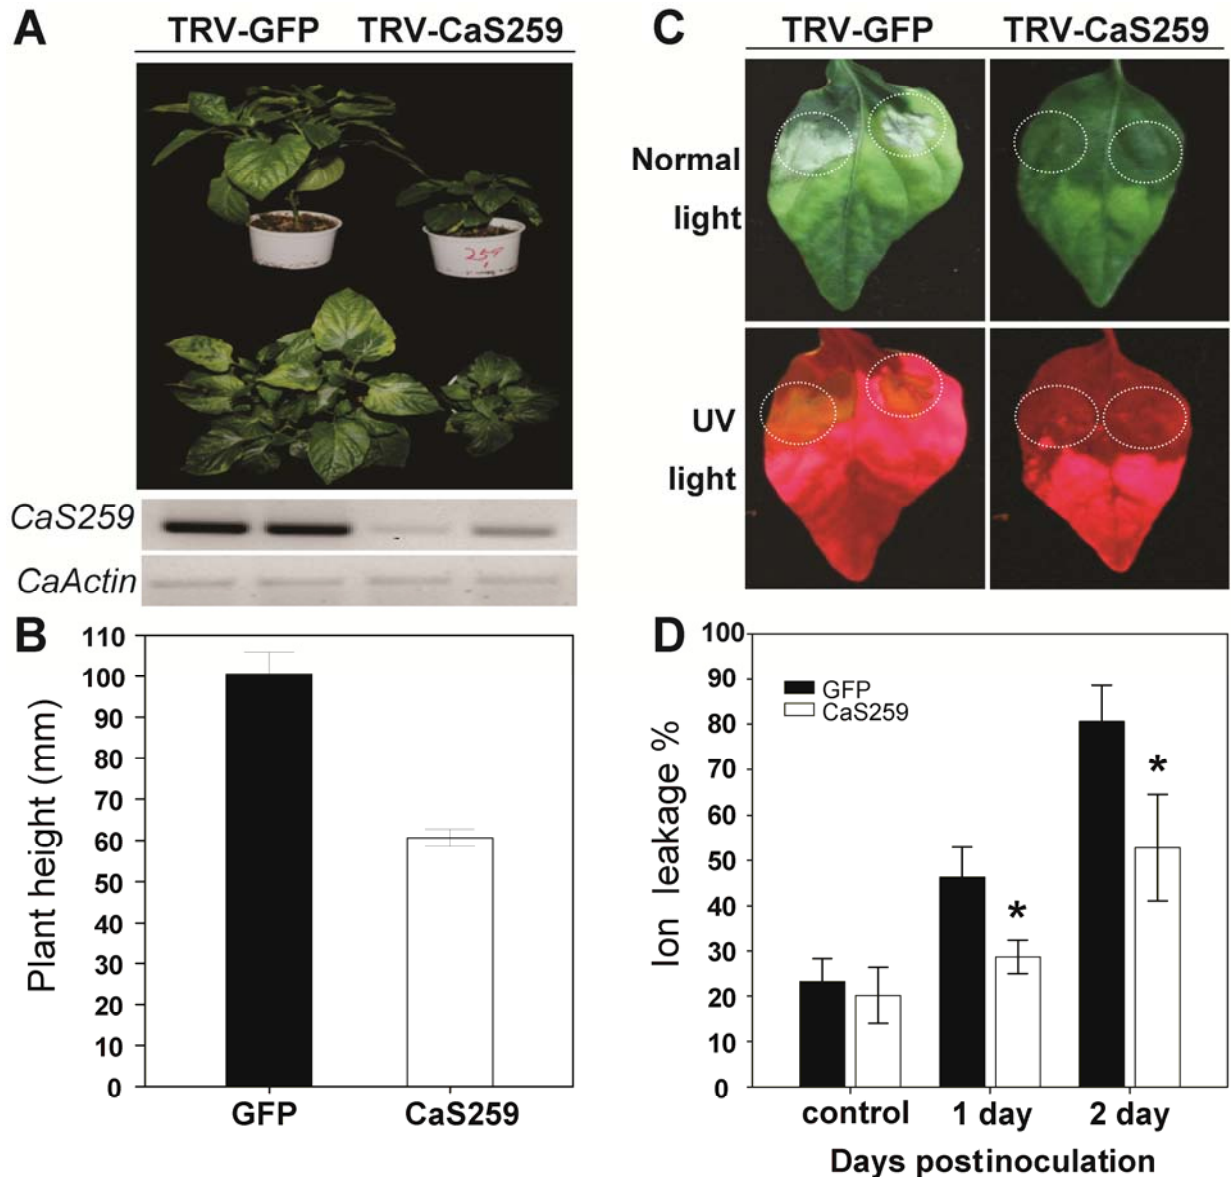 A
TRV-GFP TRV-CaS259
259
CaS259
CaActin
B
110
100
90
80
70
60
50
40
30
20
10
0
Plant height (mm)
GFP CaS259
C
TRV-GFP TRV-CaS259
Normal
light
UV
light
D
100
90
80
70
60
50
40
30
20
10
0
Ion leakage %
GFP
CaS259
*
*
control 1 day 2 day
Days postinoculation